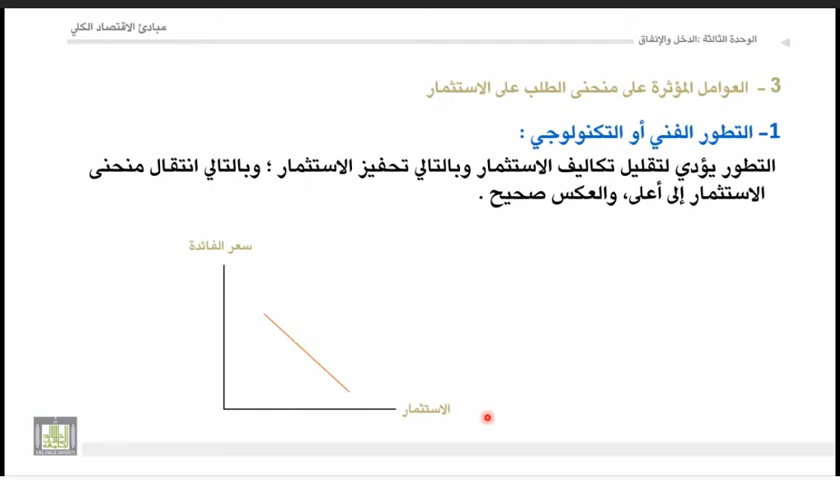 مبادئ الاقتصاد الكلي
الوحدة الثالثة :الدخل والإنفاق
3 - العوامل المؤثرة على منحنى الطلب على الاستثمار
1- التطور الفني أو التكنولوجي :
التطور يؤدي لتقليل تكاليف الاستثمار وبالتالي تحفيز الاستثمار ؛ وبالتالي انتقال منحنى
الاستثمار إلى أعلى، والعكس صحيح .
سعر الفائدة
الاستثمار